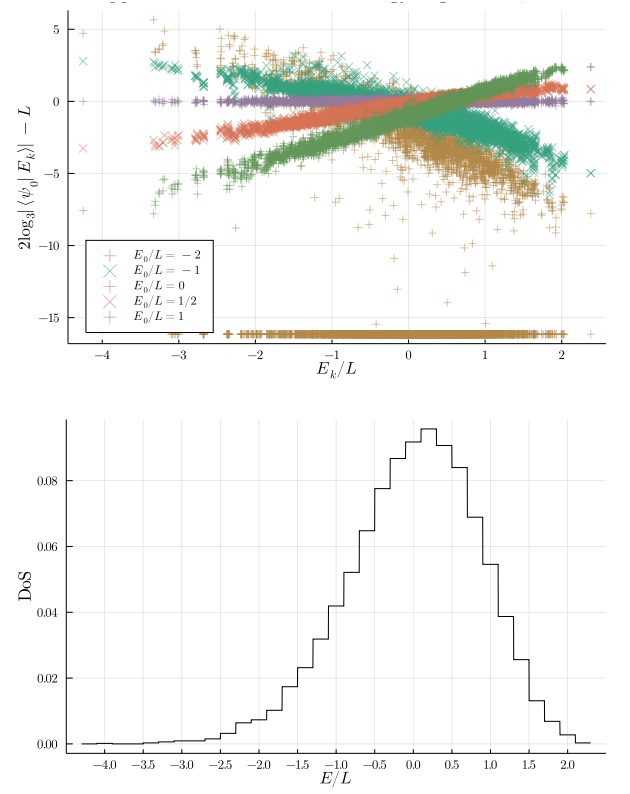 5
0
−5
−10
−15
2log₃|⟨ψ₀|E_k⟩| − L
E₀/L = −2
E₀/L = −1
E₀/L = 0
E₀/L = 1/2
E₀/L = 1
−4 −3 −2 −1 0 1 2
E_k/L
0.08
0.06
0.04
0.02
0.00
DoS
−4.0 −3.5 −3.0 −2.5 −2.0 −1.5 −1.0 −0.5 0.0 0.5 1.0 1.5 2.0
E/L